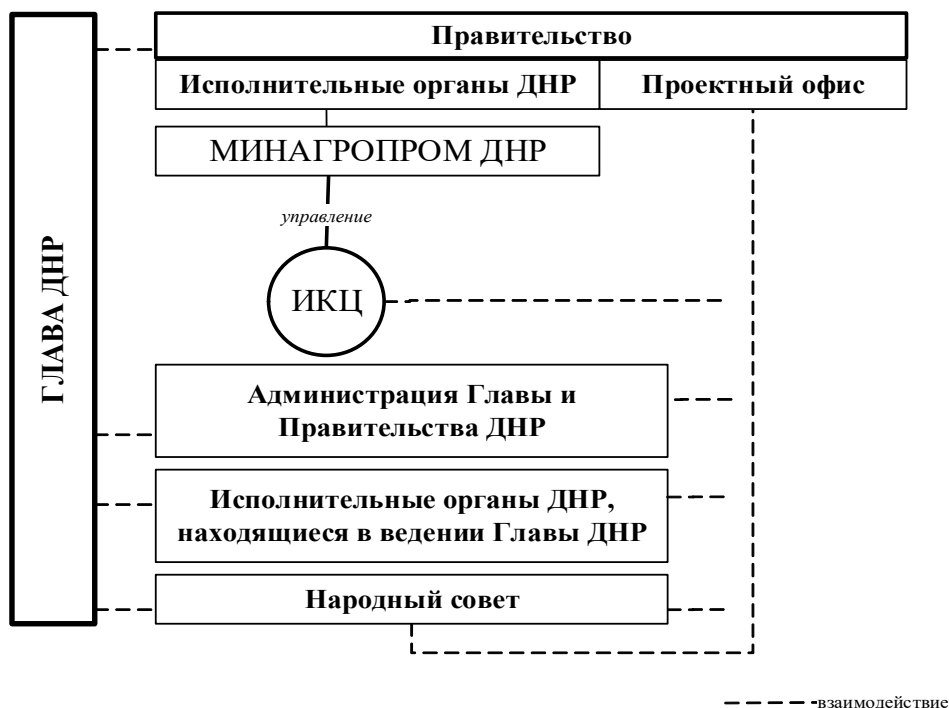 Правительство
Исполнительные органы ДНР
Проектный офис
МИНАГРОПРОМ ДНР
управление
ГЛАВА ДНР
ИКЦ
Администрация Главы и
Правительства ДНР
Исполнительные органы ДНР,
находящиеся в ведении Главы ДНР
Народный совет
взаимодействие